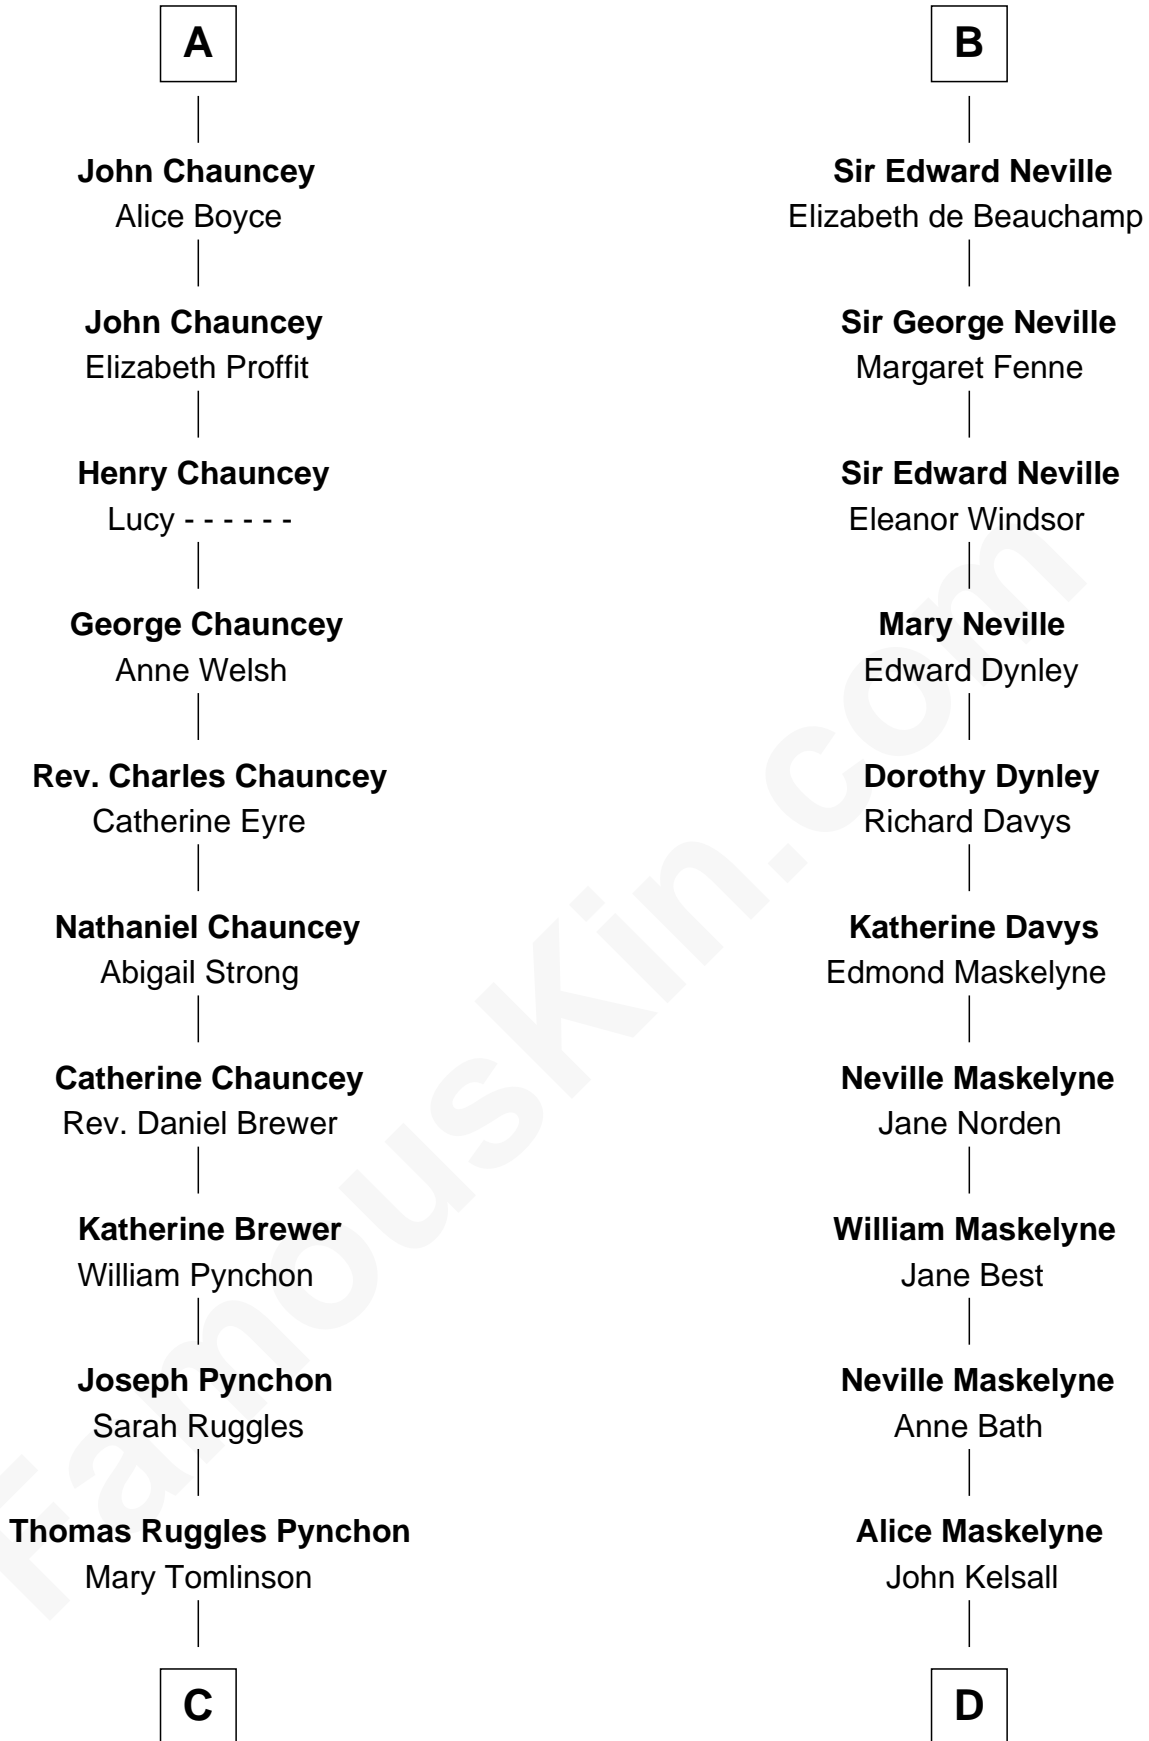 A
John Chauncey
Alice Boyce
John Chauncey
Elizabeth Proffit
Henry Chauncey
Lucy - - - - - -
George Chauncey
Anne Welsh
Rev. Charles Chauncey
Catherine Eyre
Nathaniel Chauncey
Abigail Strong
Catherine Chauncey
Rev. Daniel Brewer
Katherine Brewer
William Pynchon
Joseph Pynchon
Sarah Ruggles
Thomas Ruggles Pynchon
Mary Tomlinson
C
B
Sir Edward Neville
Elizabeth de Beauchamp
Sir George Neville
Margaret Fenne
Sir Edward Neville
Eleanor Windsor
Mary Neville
Edward Dynley
Dorothy Dynley
Richard Davys
Katherine Davys
Edmond Maskelyne
Neville Maskelyne
Jane Norden
William Maskelyne
Jane Best
Neville Maskelyne
Anne Bath
Alice Maskelyne
John Kelsall
D
FamousKin.com